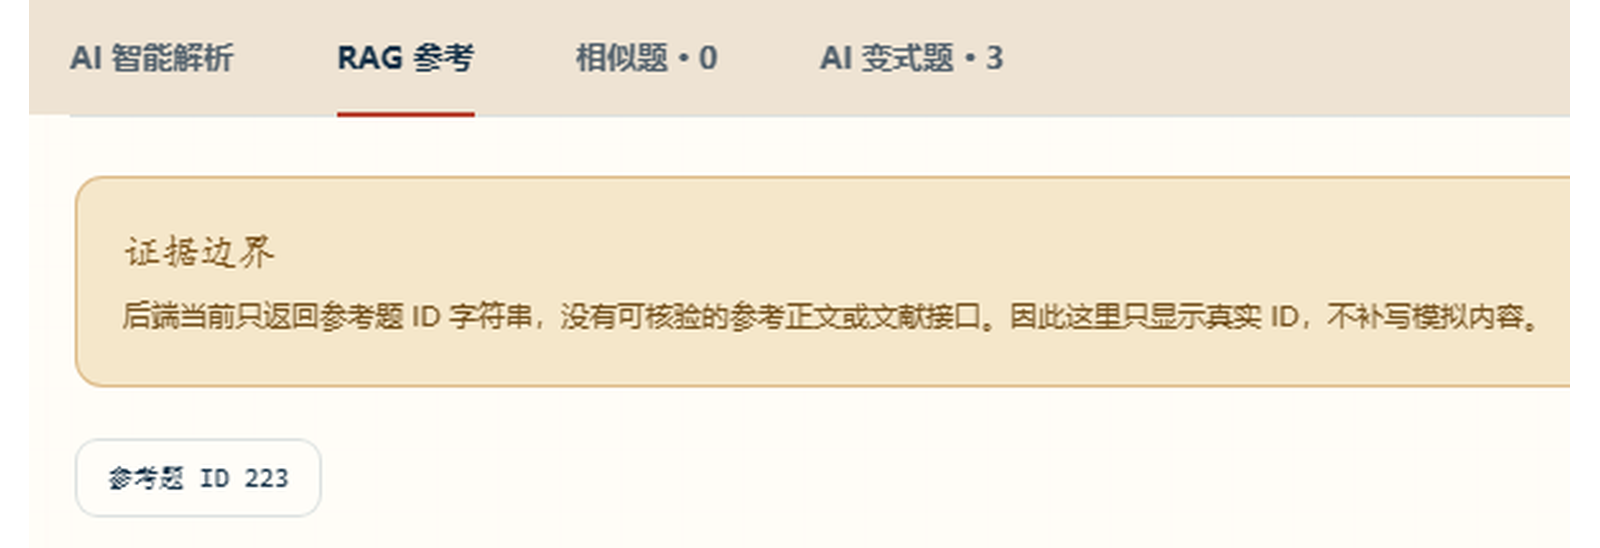 AI 智能解析 RAG 参考 相似题 • 0 AI 变式题 • 3
证据边界
后端当前只返回参考题 ID 字符串，没有可核验的参考正文或文献接口。因此这里只显示真实 ID，不补写模拟内容。
参考题 ID 223